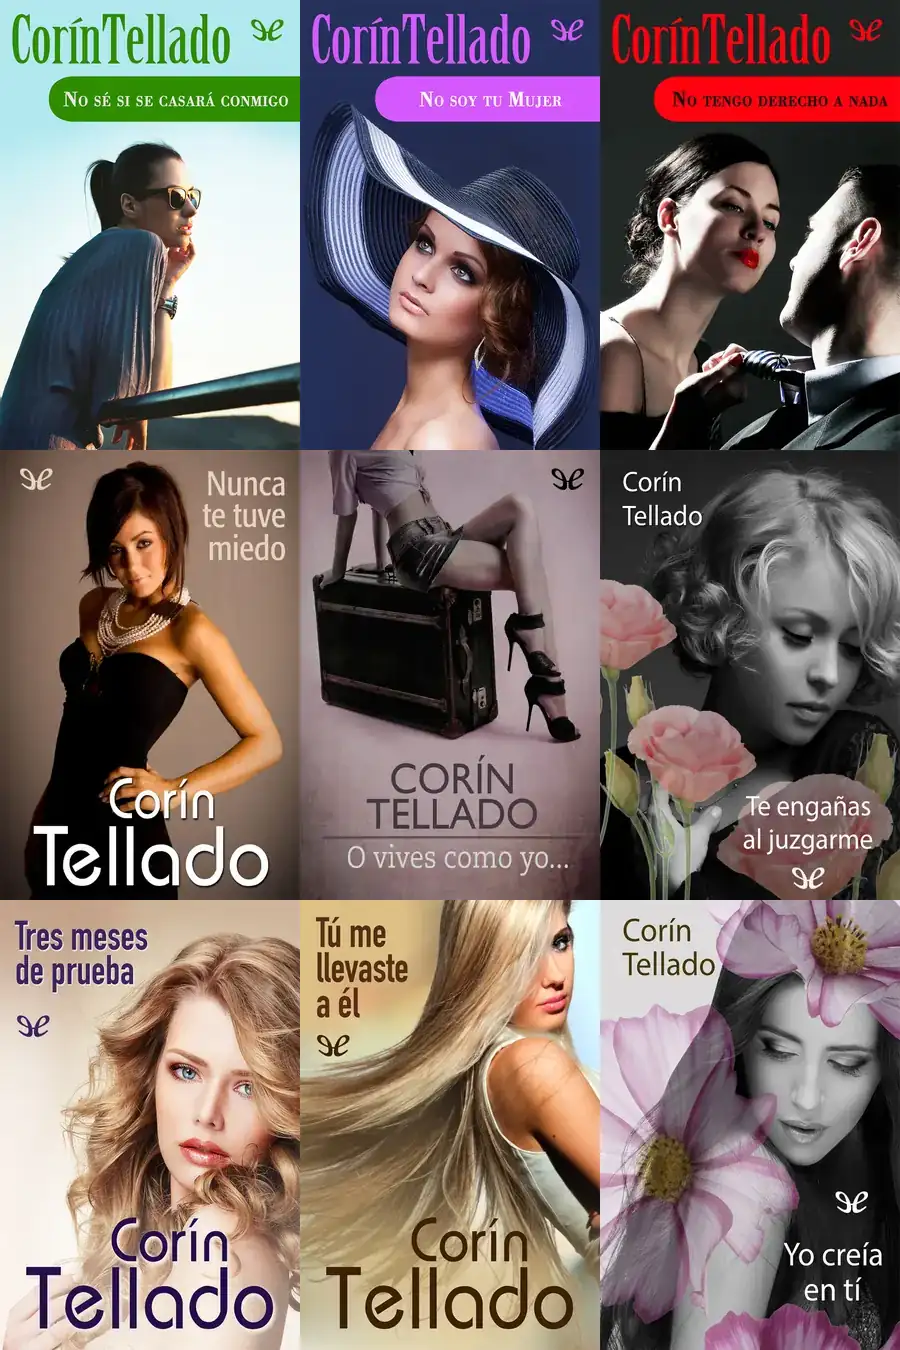 CorínTellado
No sé si se casará conmigo
CorínTellado
No soy tu Mujer
CorínTellado
No tengo derecho a nada
Nunca
te tuve
miedo
Corín
Tellado
CORÍN
TELLADO
O vives como yo...
Corín
Tellado
Te engañas
al juzgarme
Tres meses
de prueba
Corín
Tellado
Tú me
llevaste
a él
Corín
Tellado
Corín
Tellado
Yo creía
en tí